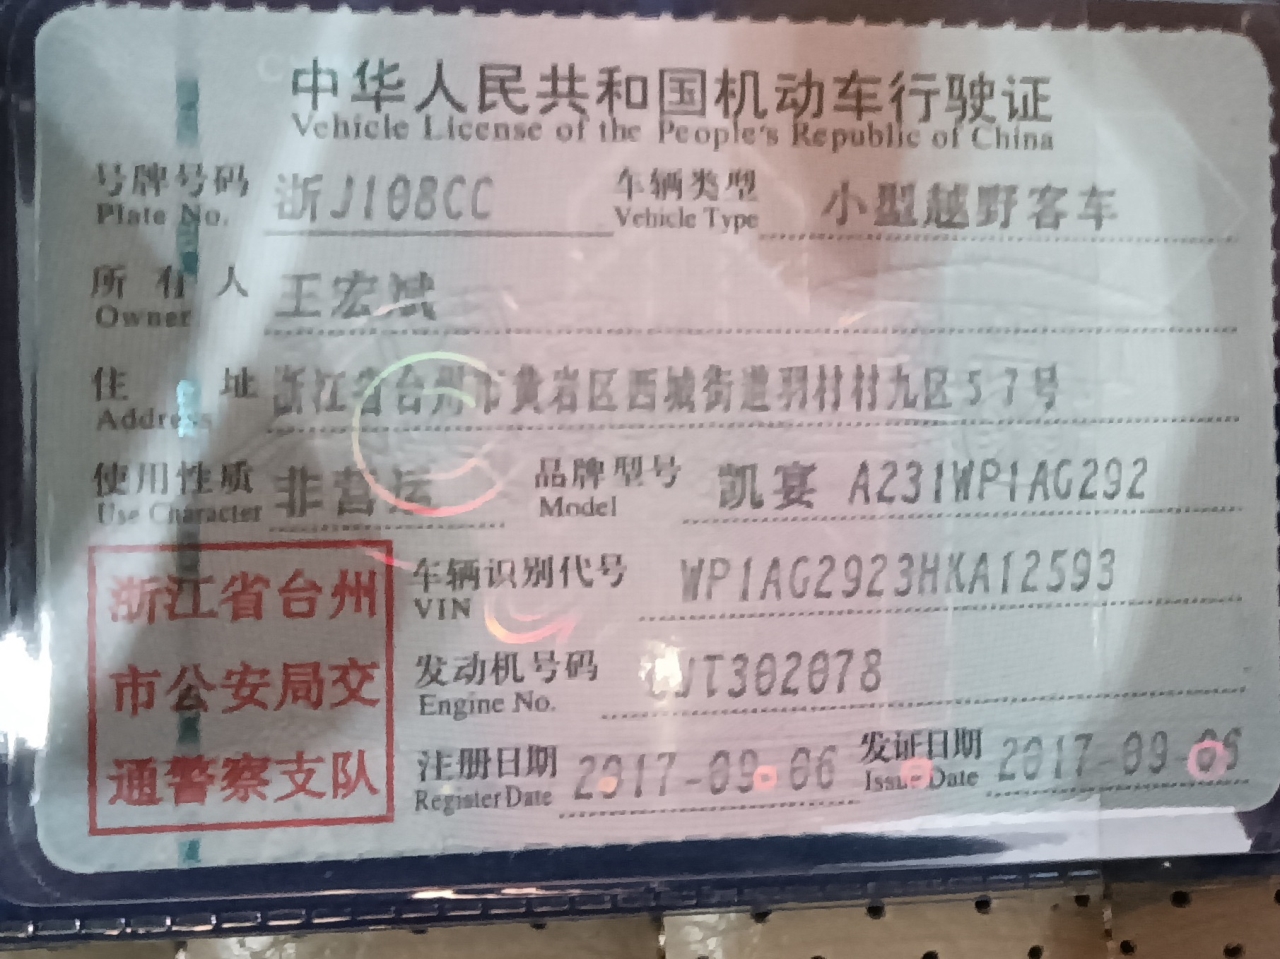 中华人民共和国机动车行驶证
Vehicle License of the People's Republic of China
号牌号码 浙J108CC 车辆类型 小型越野客车
Plate No. Vehicle Type
所有人 王宏斌
Owner
住址 浙江省台州市黄岩区西城街道羽村村九区57号
Address
使用性质 非营运 品牌型号 凯宴 A231WP1AG292
Use Character Model
车辆识别代号 WP1AG2923HKA12593
VIN
发动机号码 T302078
Engine No.
注册日期 2017-09-06 发证日期 2017-09-06
Register Date Issue Date
浙江省台州
市公安局交
通警察支队